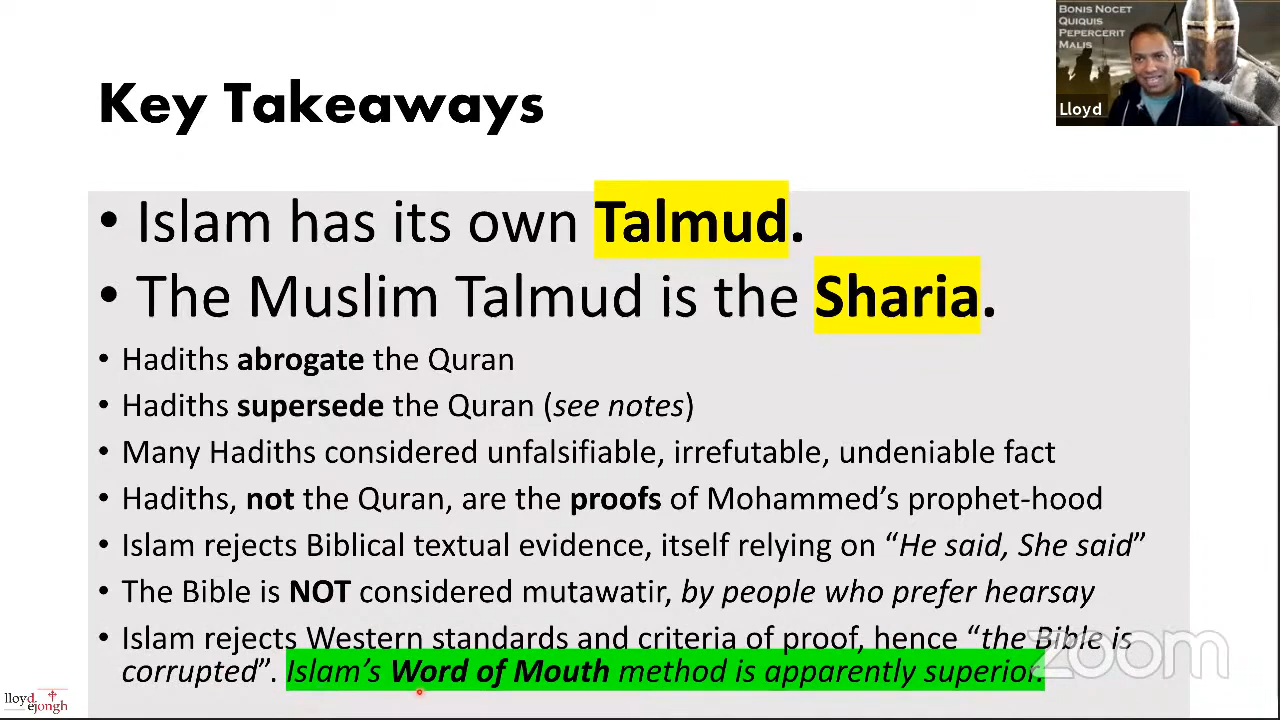 Bonis Nocet
Quiquis
Pepercerit
Malis
Lloyd
Key Takeaways
• Islam has its own Talmud.
• The Muslim Talmud is the Sharia.
• Hadiths abrogate the Quran
• Hadiths supersede the Quran (see notes)
• Many Hadiths considered unfalsifiable, irrefutable, undeniable fact
• Hadiths, not the Quran, are the proofs of Mohammed’s prophet-hood
• Islam rejects Biblical textual evidence, itself relying on “He said, She said”
• The Bible is NOT considered mutawatir, by people who prefer hearsay
• Islam rejects Western standards and criteria of proof, hence “the Bible is
corrupted”. Islam’s Word of Mouth method is apparently superior.
zoom
lloyd
dejongh